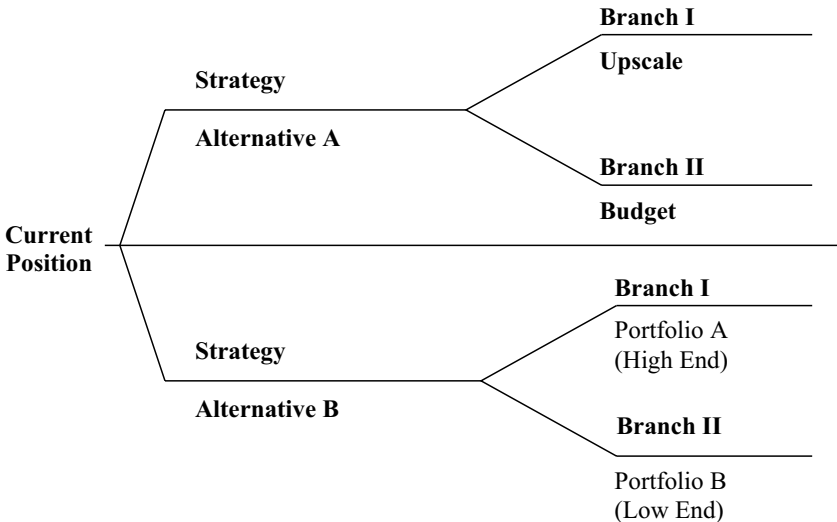 Branch I
Upscale
Strategy
Alternative A
Branch II
Budget
Current
Position
Branch I
Portfolio A
(High End)
Strategy
Alternative B
Branch II
Portfolio B
(Low End)